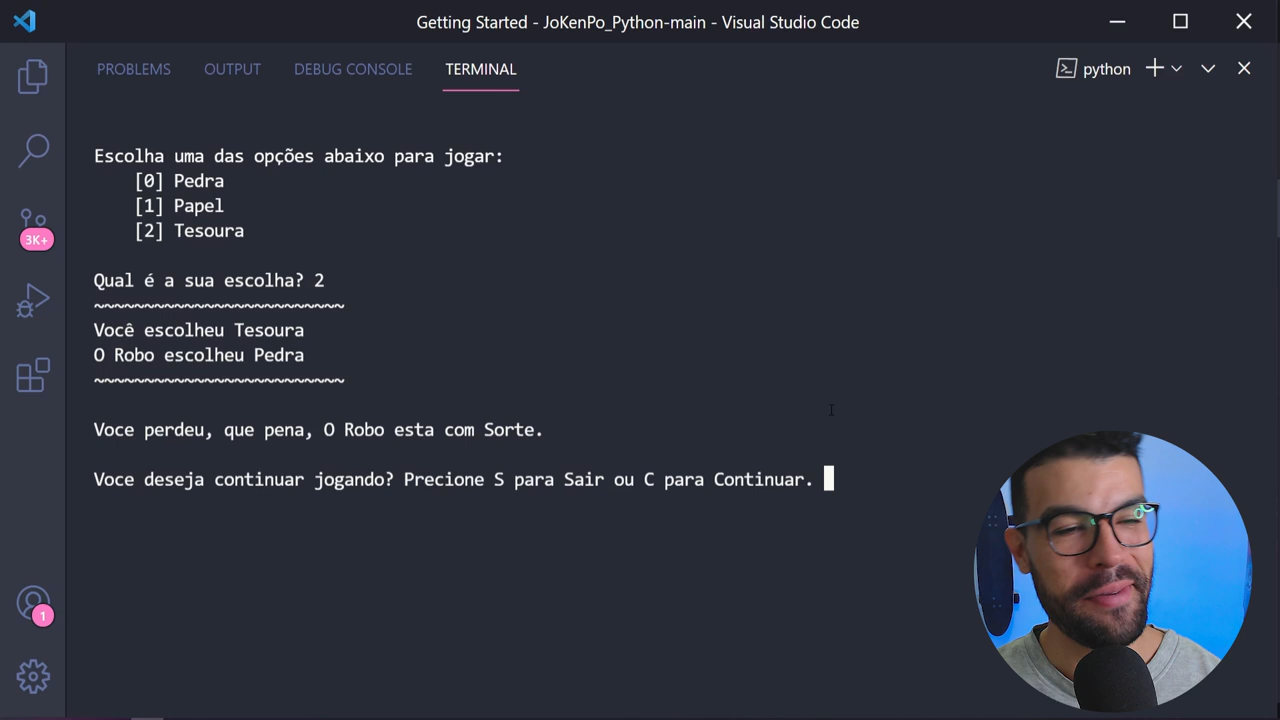 Getting Started - JoKenPo_Python-main - Visual Studio Code
PROBLEMS OUTPUT DEBUG CONSOLE TERMINAL python
Escolha uma das opções abaixo para jogar:
[0] Pedra
[1] Papel
[2] Tesoura
3K+
Qual é a sua escolha? 2
~~~~~~~~~~~~~~~~~~~~~~~~~
Você escolheu Tesoura
O Robo escolheu Pedra
~~~~~~~~~~~~~~~~~~~~~~~~~
Voce perdeu, que pena, O Robo esta com Sorte.
Voce deseja continuar jogando? Precione S para Sair ou C para Continuar.
1